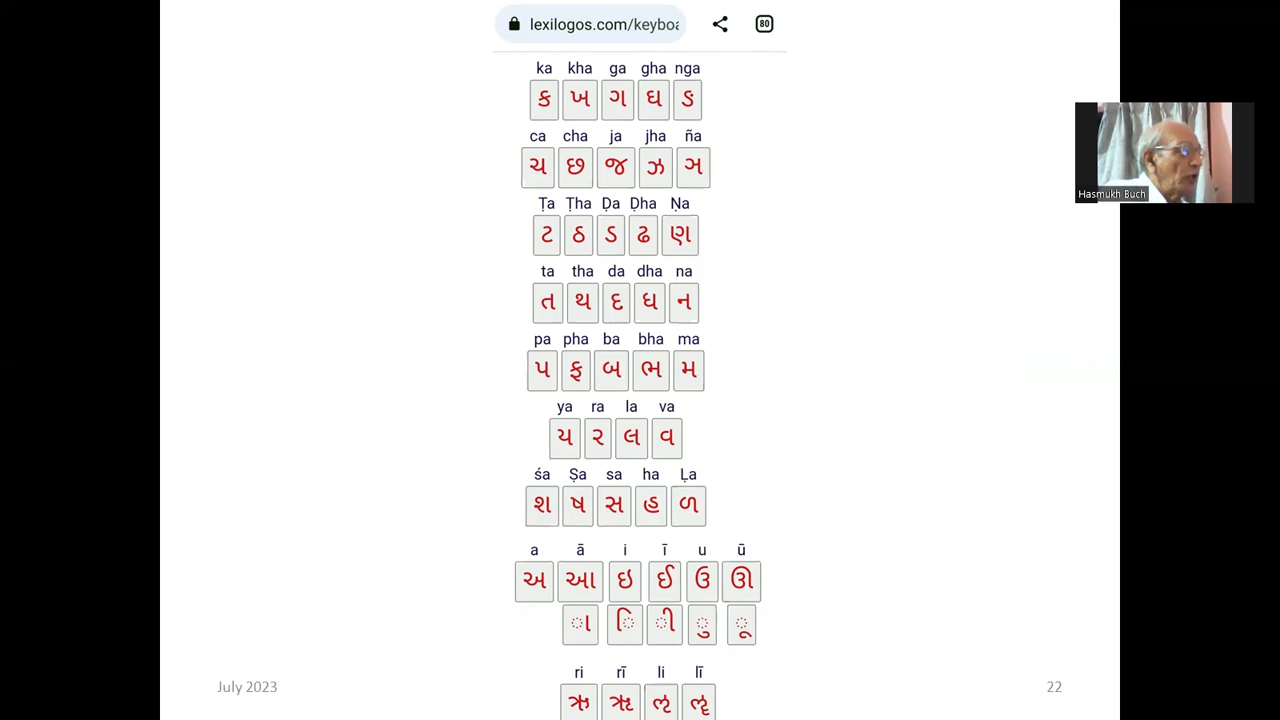 lexilogos.com/keyboa 80
ka kha ga gha nga
ક ખ ગ ઘ ઙ
ca cha ja jha ña
ચ છ જ ઝ ઞ
Ṭa Ṭha Ḍa Ḍha Ṇa
ટ ઠ ડ ઢ ણ
ta tha da dha na
ત થ દ ધ ન
pa pha ba bha ma
પ ફ બ ભ મ
ya ra la va
ય ર લ વ
śa Ṣa sa ha Ḷa
શ ષ સ હ ળ
a ā i ī u ū
અ આ ઇ ઈ ઉ ઊ
ા િ ી ુ ૂ
ri rī li lī
ઋ ૠ ઌ ૡ
July 2023 22
Hasmukh Buch